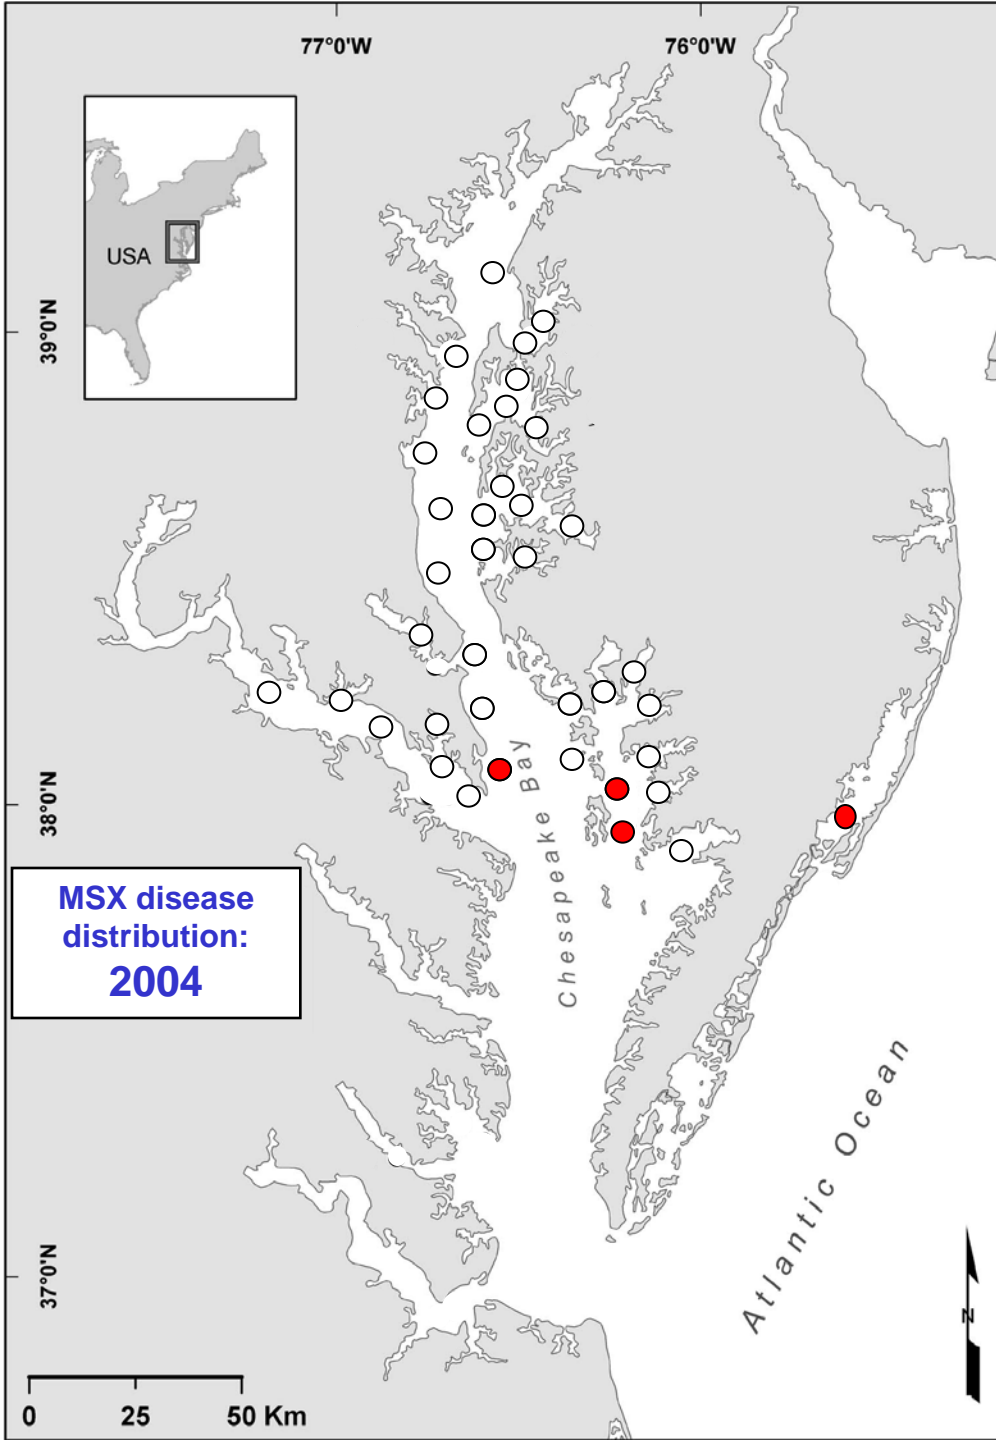 77°0'W
76°0'W
USA
39°0'N
38°0'N
Chesapeake Bay
MSX disease
distribution:
2004
Atlantic Ocean
37°0'N
N
0 25 50 Km